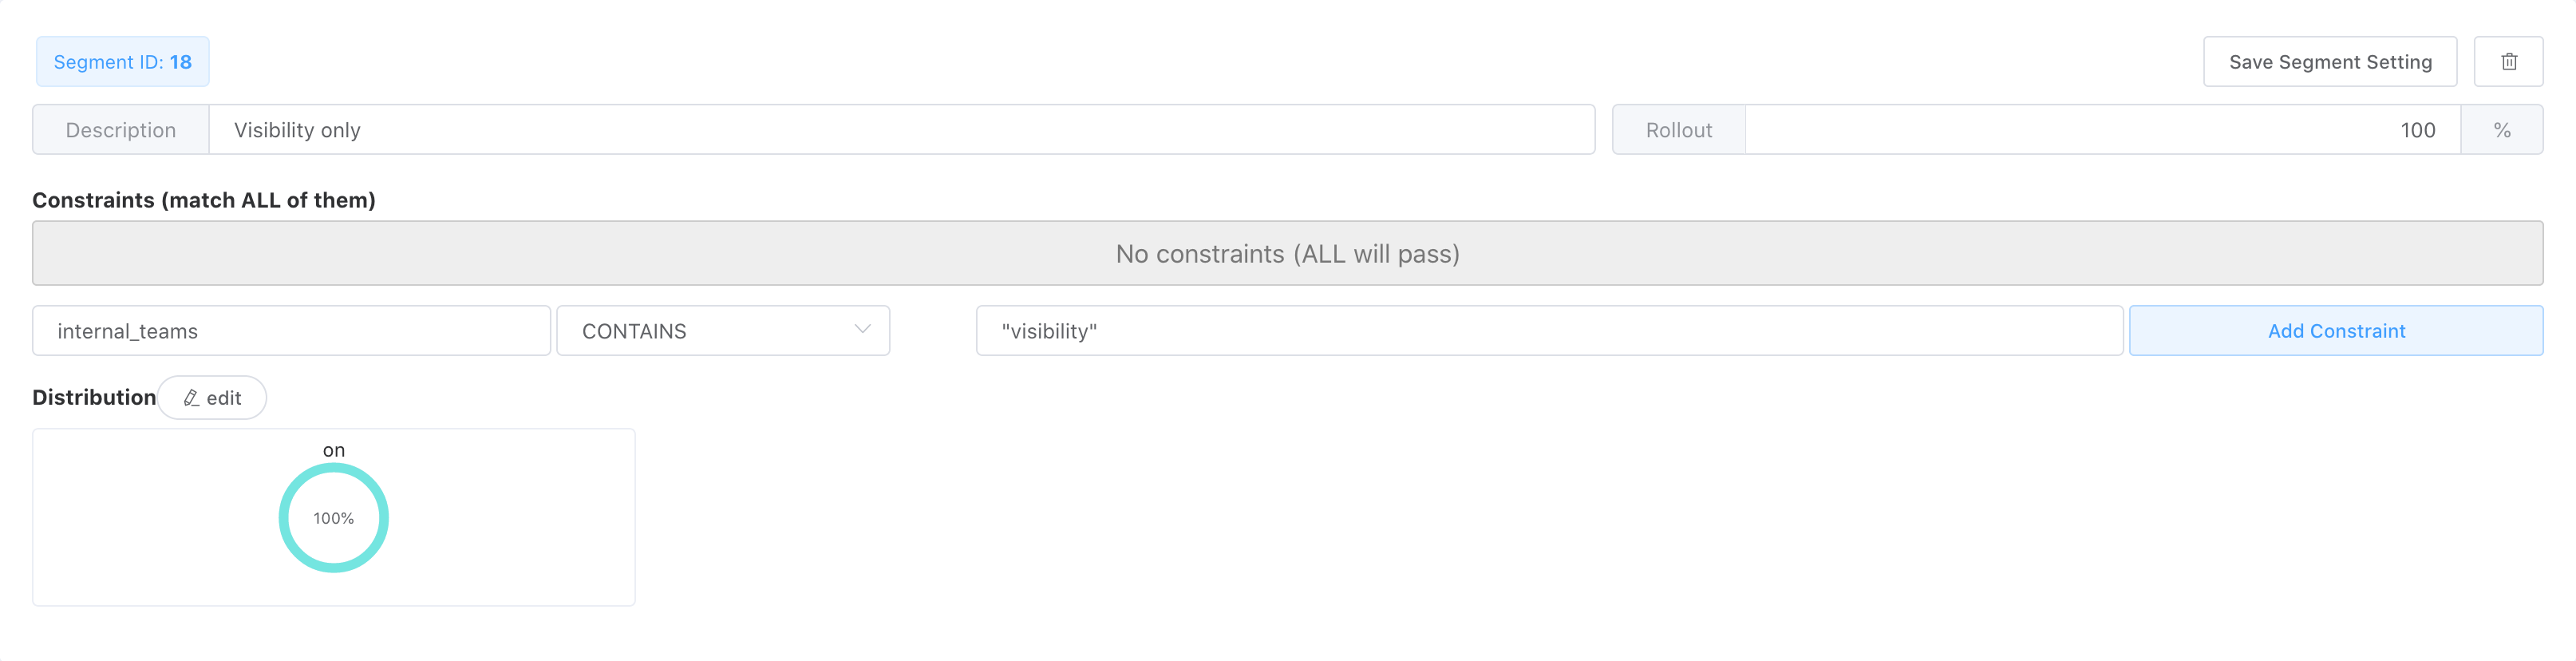 Segment ID: 18
Save Segment Setting
Description
Visibility only
Rollout
100
%
Constraints (match ALL of them)
No constraints (ALL will pass)
internal_teams
CONTAINS
"visibility"
Add Constraint
Distribution
edit
on
100%